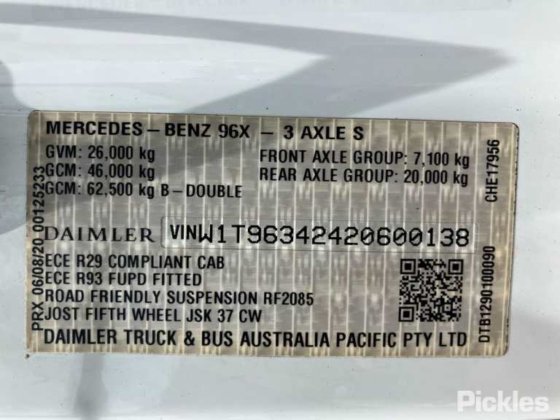 MERCEDES-BENZ 96X - 3 AXLE S
GVM: 26,000 kg FRONT AXLE GROUP: 7,100 kg
GCM: 46,000 kg REAR AXLE GROUP: 20,000 kg
GCM: 62,500 kg B-DOUBLE
DAIMLER VINW1T96342420600138
ECE R29 COMPLIANT CAB
ECE R93 FUPD FITTED
ROAD FRIENDLY SUSPENSION RF2085
JOST FIFTH WHEEL JSK 37 CW
DAIMLER TRUCK & BUS AUSTRALIA PACIFIC PTY LTD
PRX 06/08/20 00125233
CHE17956
DTB1290100090
Pickles